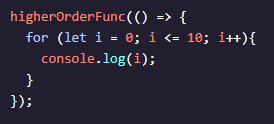 higherOrderFunc(() => {
  for (let i = 0; i <= 10; i++){
    console.log(i);
  }
});